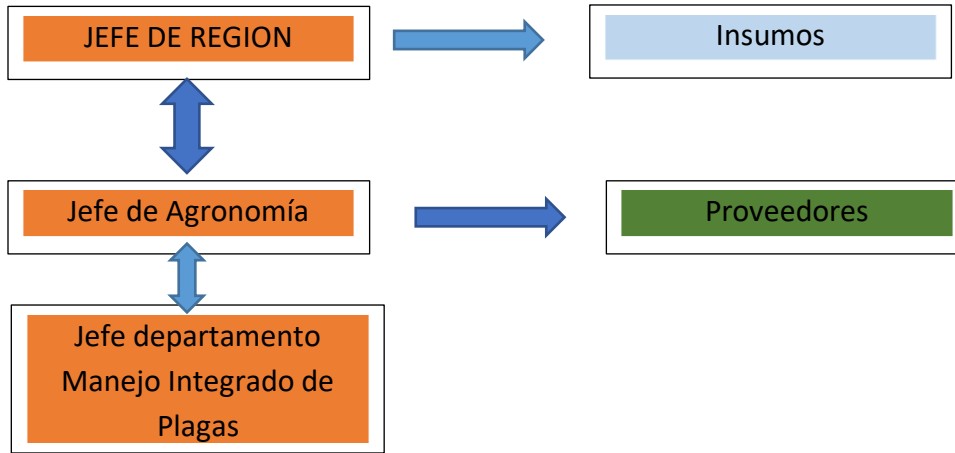 JEFE DE REGION
Insumos
Jefe de Agronomía
Proveedores
Jefe departamento
Manejo Integrado de
Plagas